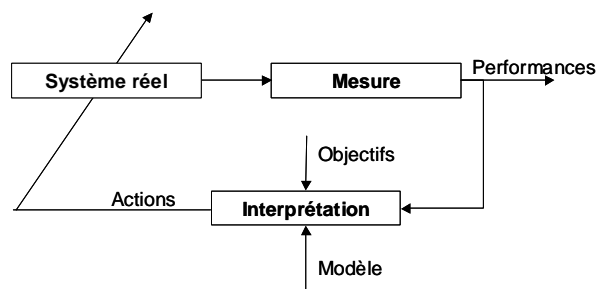 Système réel
Mesure
Performances
Objectifs
Actions
Interprétation
Modèle